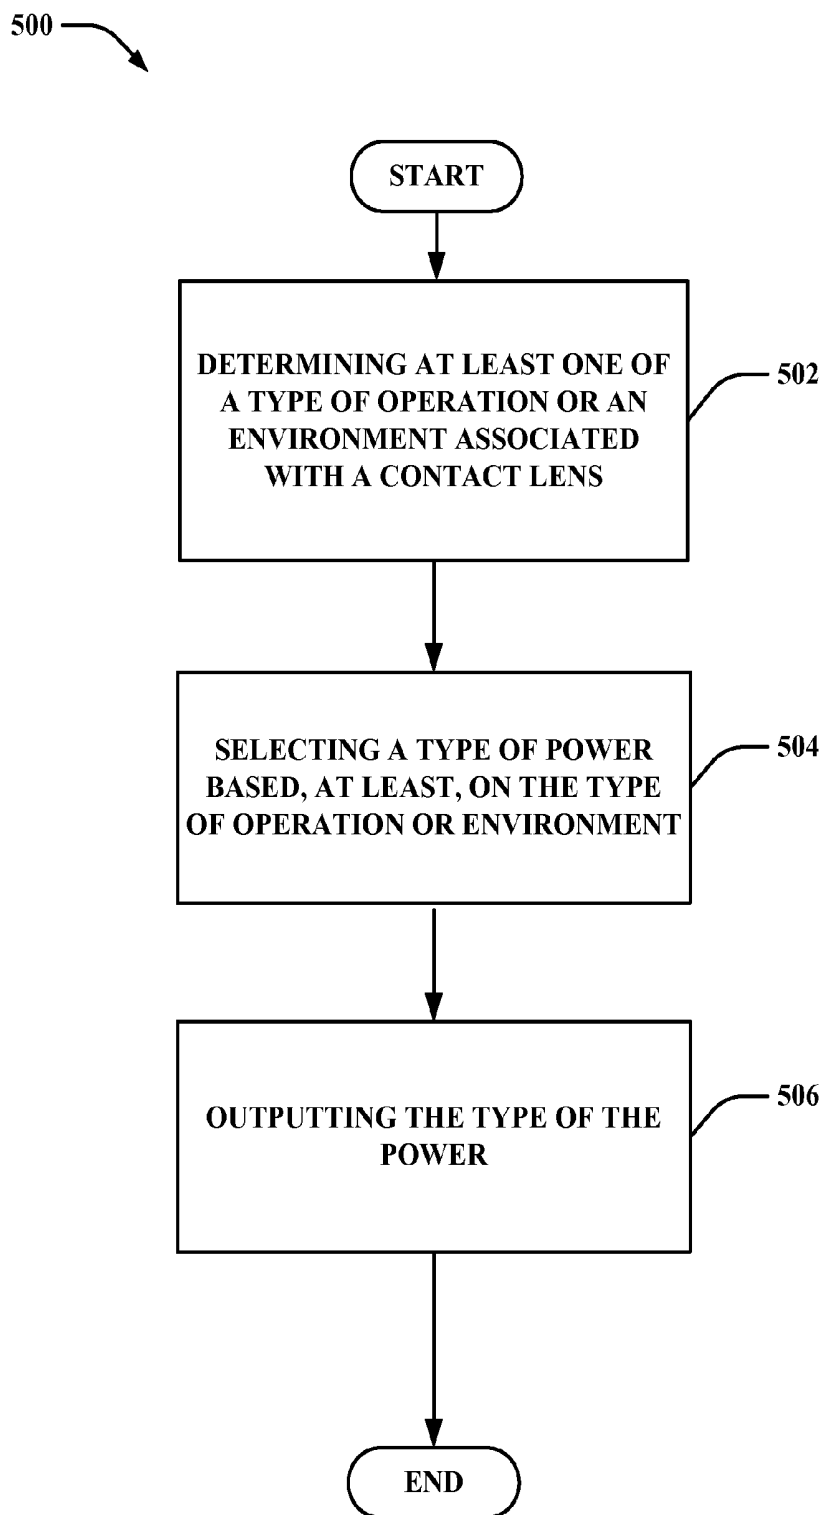 500
START
DETERMINING AT LEAST ONE OF
A TYPE OF OPERATION OR AN
ENVIRONMENT ASSOCIATED
WITH A CONTACT LENS
502
SELECTING A TYPE OF POWER
BASED, AT LEAST, ON THE TYPE
OF OPERATION OR ENVIRONMENT
504
OUTPUTTING THE TYPE OF THE
POWER
506
END